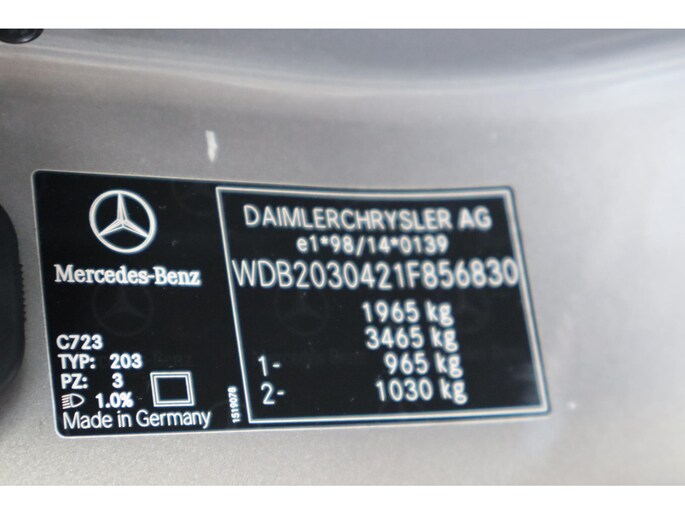 Mercedes-Benz
C723
TYP: 203
PZ: 3
1.0%
Made in Germany
1519078
DAIMLERCHRYSLER AG
e1*98/14*0139
WDB2030421F856830
1965 kg
3465 kg
1- 965 kg
2- 1030 kg